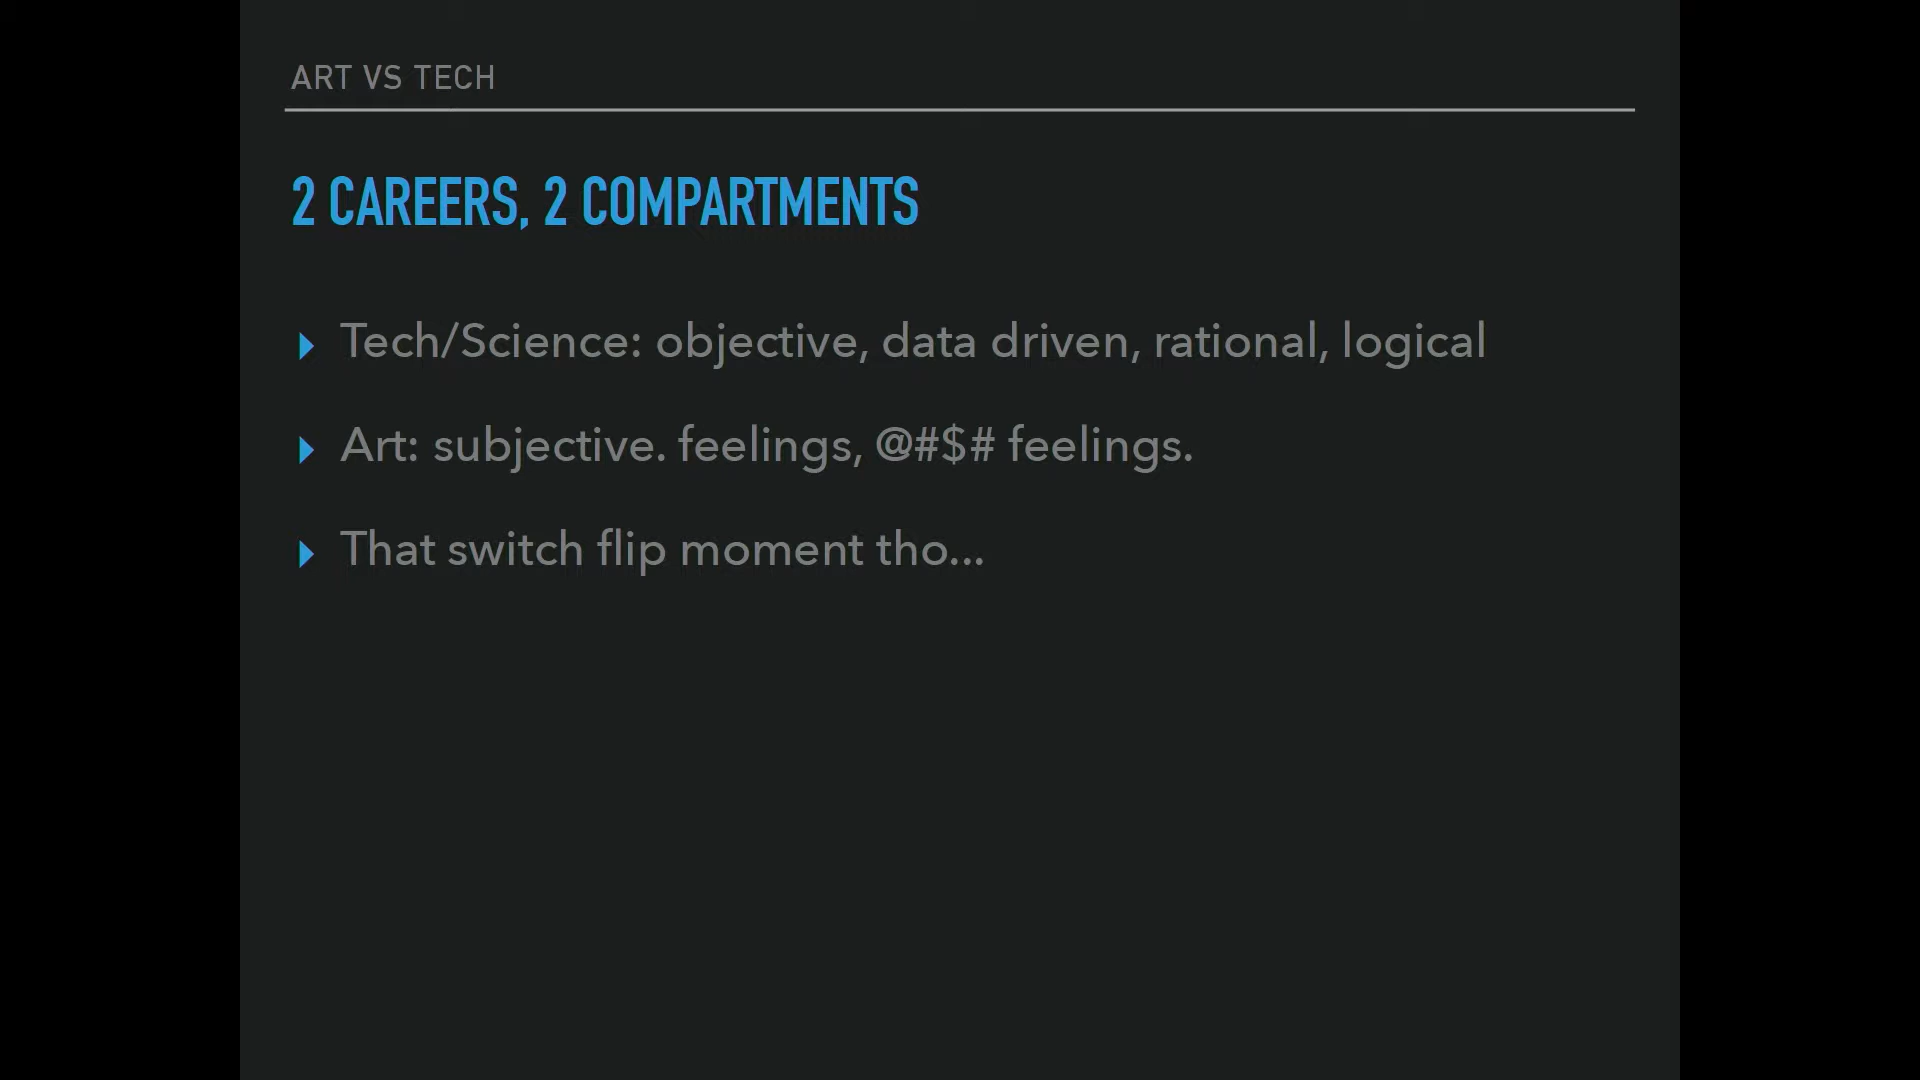 ART VS TECH
2 CAREERS, 2 COMPARTMENTS
Tech/Science: objective, data driven, rational, logical
Art: subjective. feelings, @#$# feelings.
That switch flip moment tho...